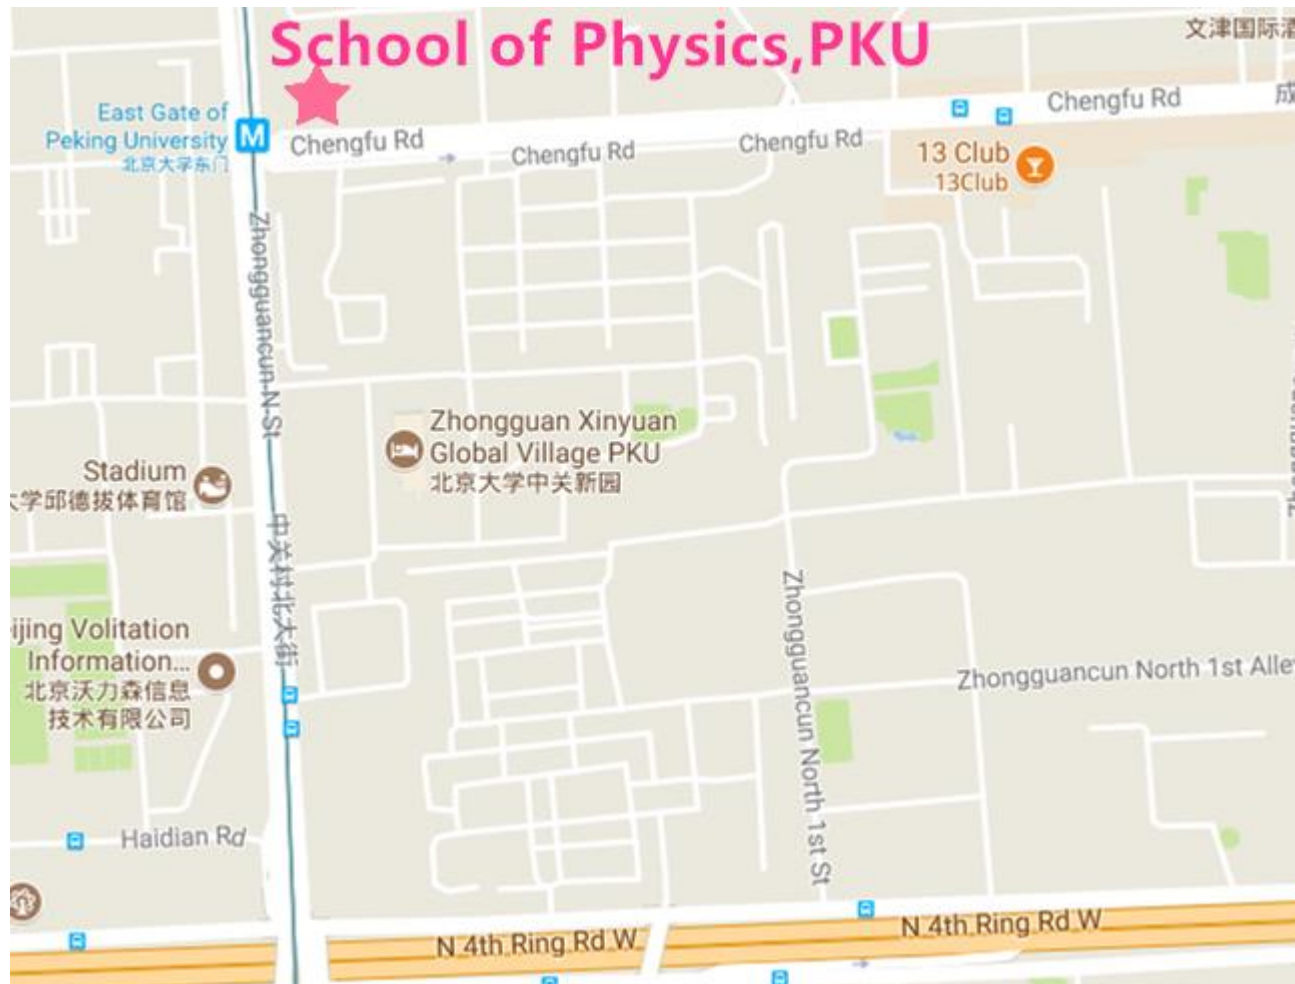 School of Physics,PKU
文津国际酒
East Gate of
Peking University
北京大学东门
M
Chengfu Rd
Chengfu Rd
Chengfu Rd
Chengfu Rd
成
13 Club
13Club
Zhongguancun N St
Zhongguan Xinyuan
Global Village PKU
北京大学中关新园
Stadium
大学邱德拔体育馆
中关村北大街
ijing Volitation
Information...
北京沃力森信息
技术有限公司
Zhongguancun North 1st St
Zhongguancun North 1st Alle
Haidian Rd
N 4th Ring Rd W
N 4th Ring Rd W